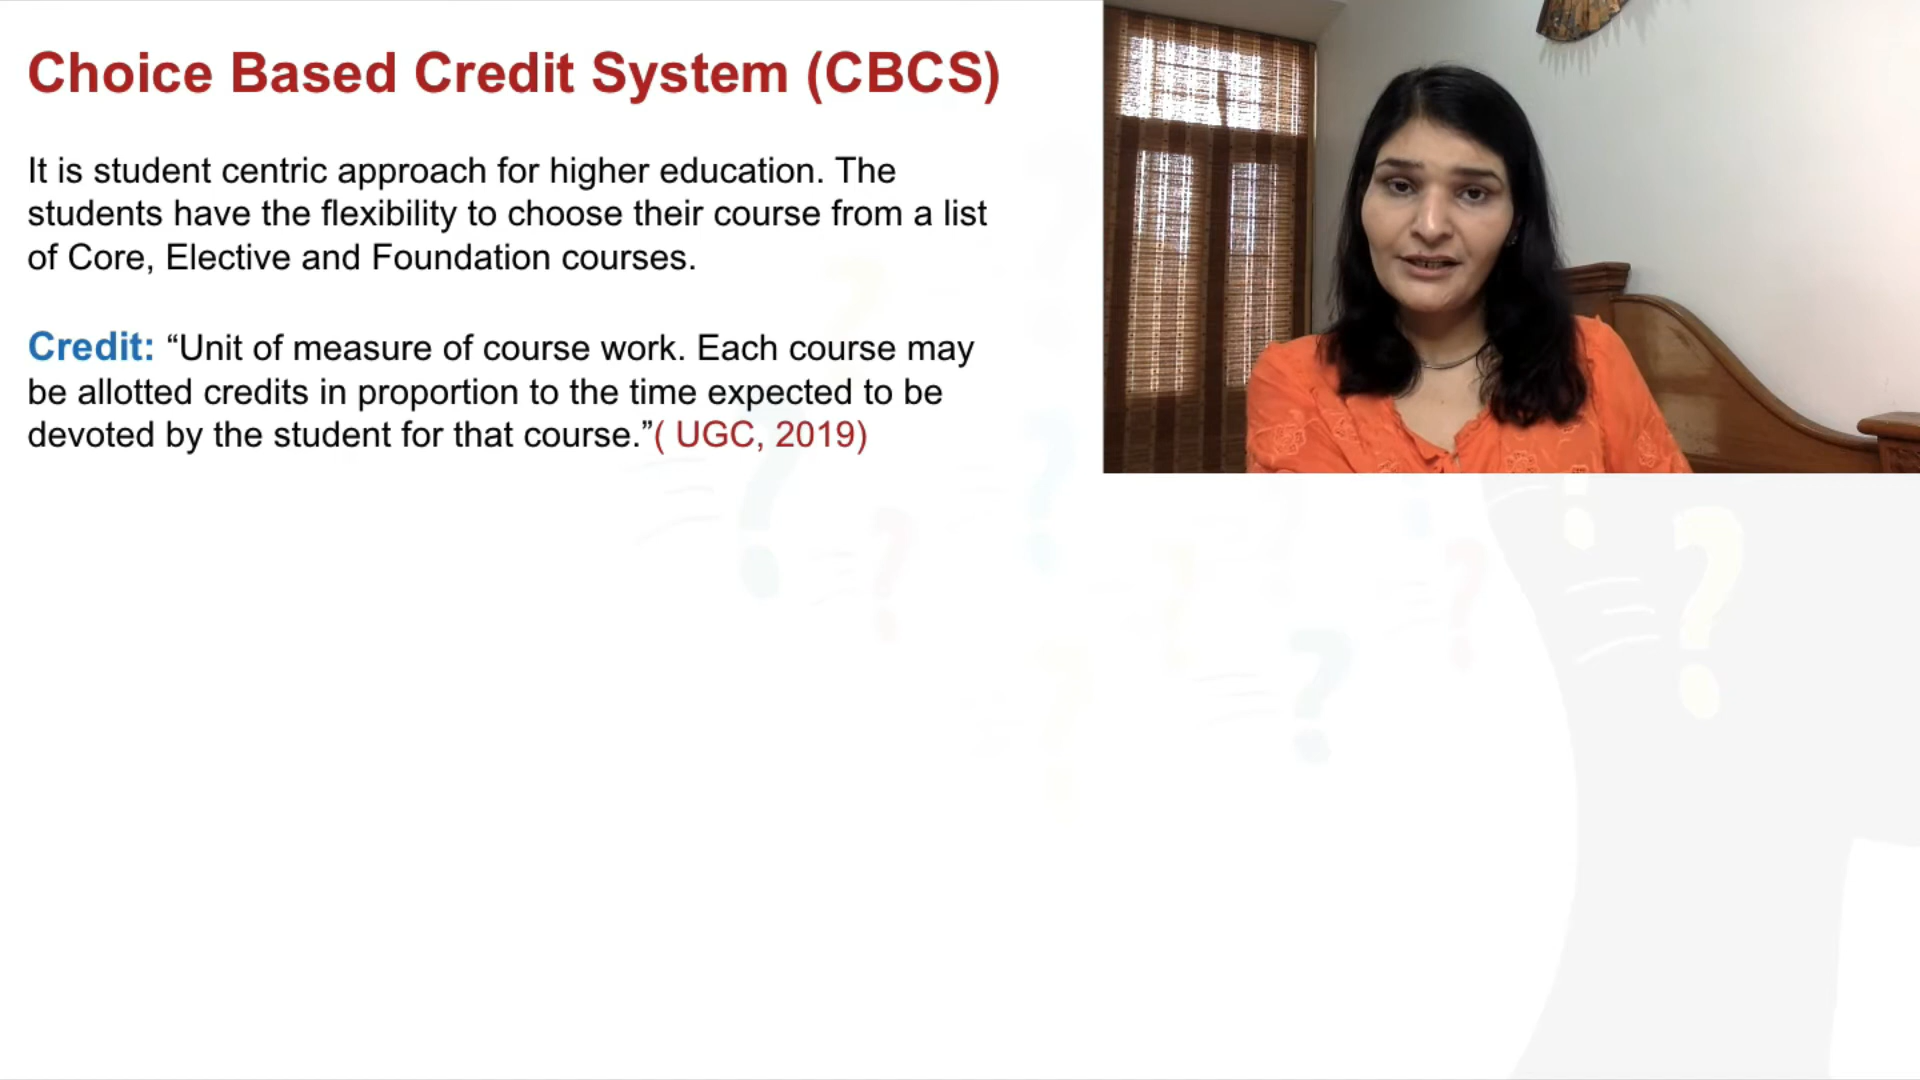 Choice Based Credit System (CBCS)
It is student centric approach for higher education. The
students have the flexibility to choose their course from a list
of Core, Elective and Foundation courses.
Credit: “Unit of measure of course work. Each course may
be allotted credits in proportion to the time expected to be
devoted by the student for that course.”( UGC, 2019)